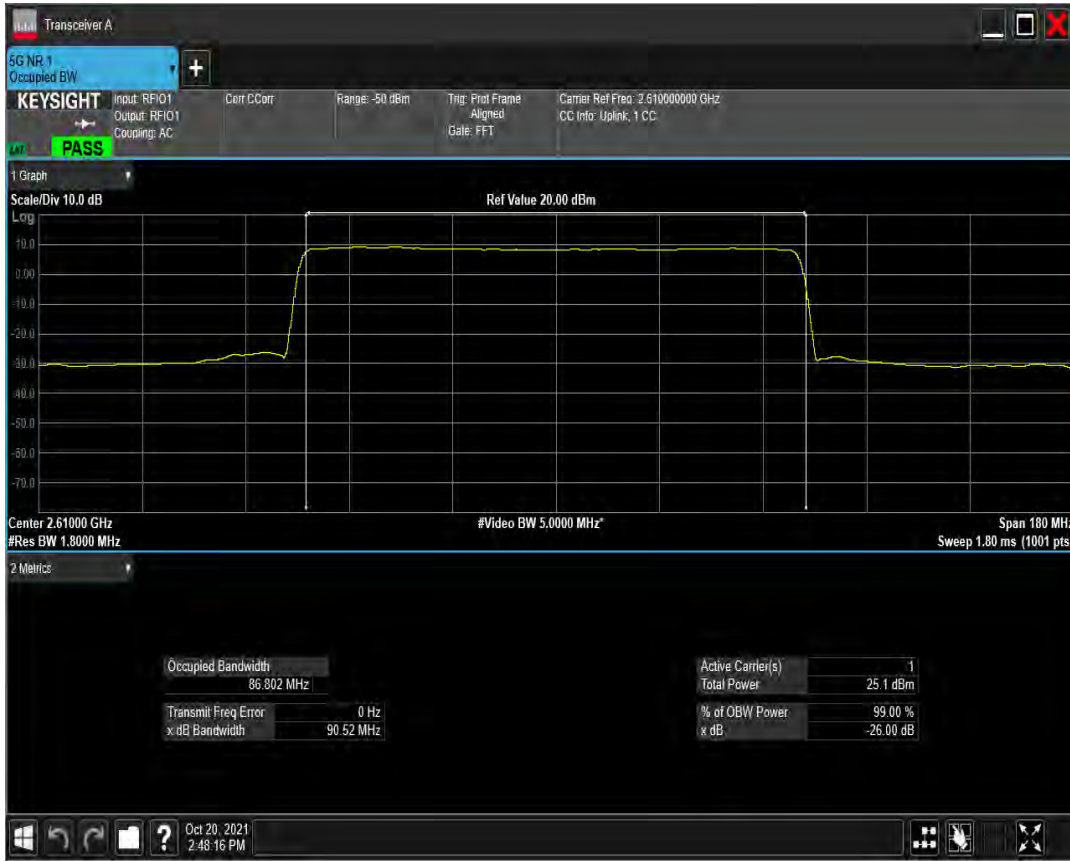 Transceiver A
5G NR 1
Occupied BW
+
KEYSIGHT
Input: RFIO1
Output: RFIO1
Coupling: AC
Corr CCorr
Range: -50 dBm
Trig: Prot Frame
Aligned
Gate: FFT
Carrier Ref Freq: 2.610000000 GHz
CC Info: Uplink, 1 CC
PASS
1 Graph
Scale/Div 10.0 dB
Ref Value 20.00 dBm
Log
10.0
0.00
-10.0
-20.0
-30.0
-40.0
-50.0
-60.0
-70.0
Center 2.61000 GHz
#Video BW 5.0000 MHz*
Span 180 MHz
#Res BW 1.8000 MHz
Sweep 1.80 ms (1001 pts
2 Metrics
Occupied Bandwidth
86.802 MHz
Transmit Freq Error 0 Hz
x dB Bandwidth 90.52 MHz
Active Carrier(s) 1
Total Power 25.1 dBm
% of OBW Power 99.00 %
x dB -26.00 dB
?
Oct 20, 2021
2:48:16 PM